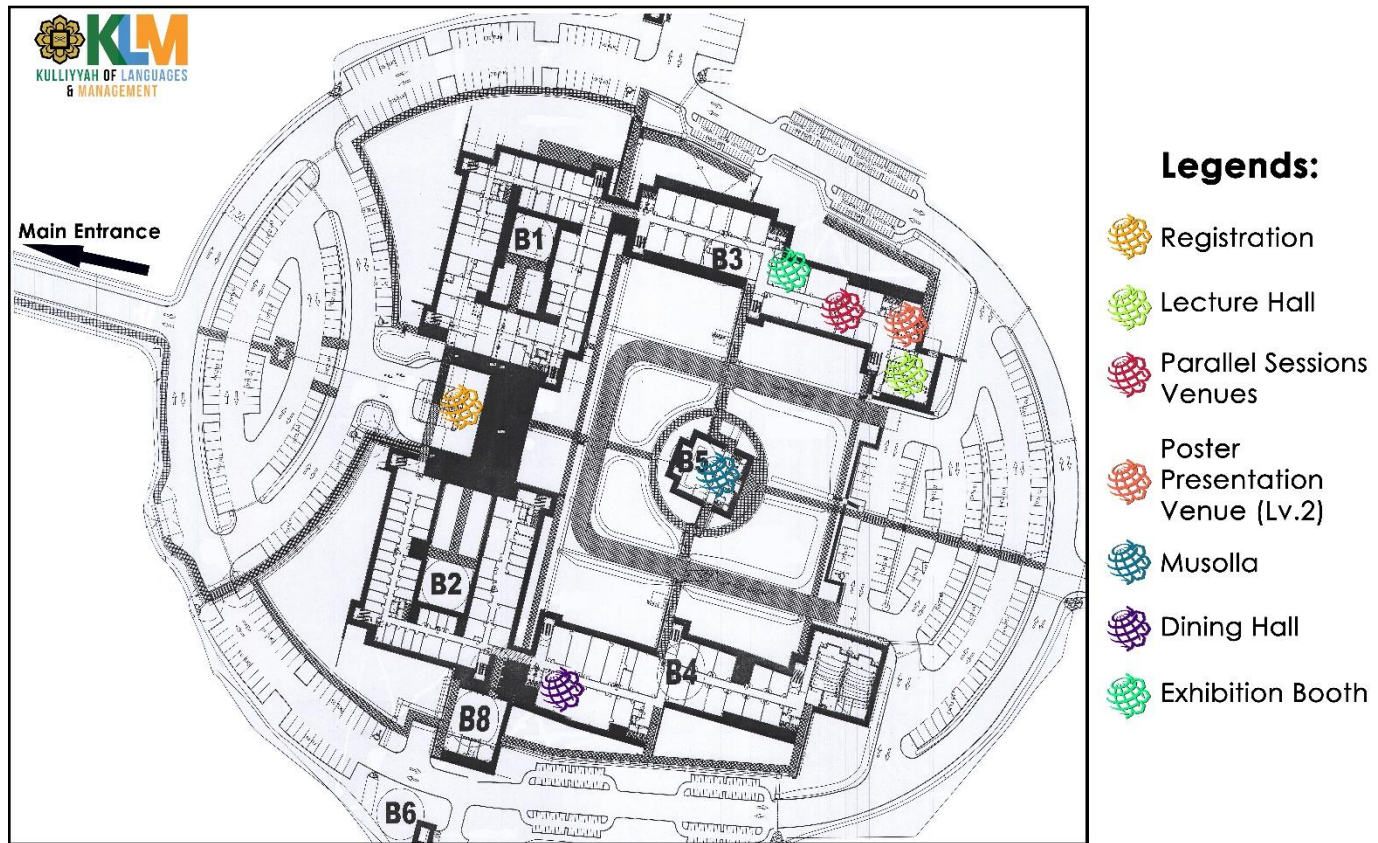 KLM
KULLIYYAH OF LANGUAGES
& MANAGEMENT
Main Entrance
B1
B3
B5
B2
B4
B8
B6
Legends:
Registration
Lecture Hall
Parallel Sessions
Venues
Poster
Presentation
Venue (Lv.2)
Musolla
Dining Hall
Exhibition Booth